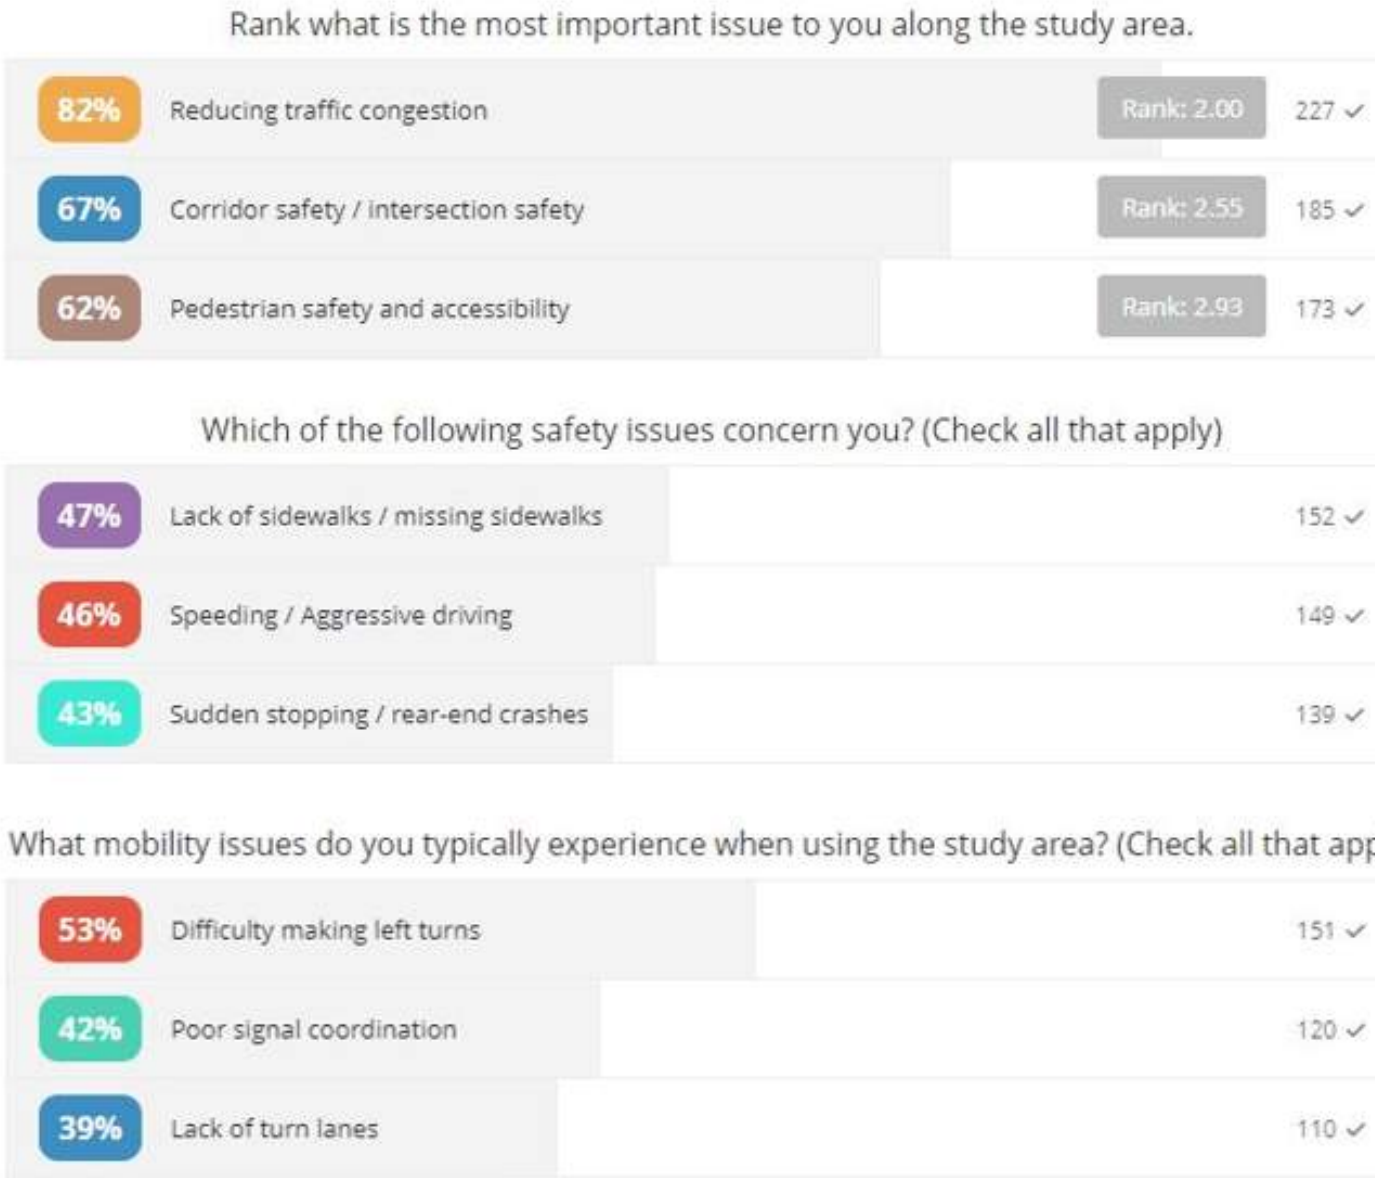 Rank what is the most important issue to you along the study area.
82% Reducing traffic congestion Rank: 2.00 227 ✓
67% Corridor safety / intersection safety Rank: 2.55 185 ✓
62% Pedestrian safety and accessibility Rank: 2.93 173 ✓
Which of the following safety issues concern you? (Check all that apply)
47% Lack of sidewalks / missing sidewalks 152 ✓
46% Speeding / Aggressive driving 149 ✓
43% Sudden stopping / rear-end crashes 139 ✓
What mobility issues do you typically experience when using the study area? (Check all that app
53% Difficulty making left turns 151 ✓
42% Poor signal coordination 120 ✓
39% Lack of turn lanes 110 ✓